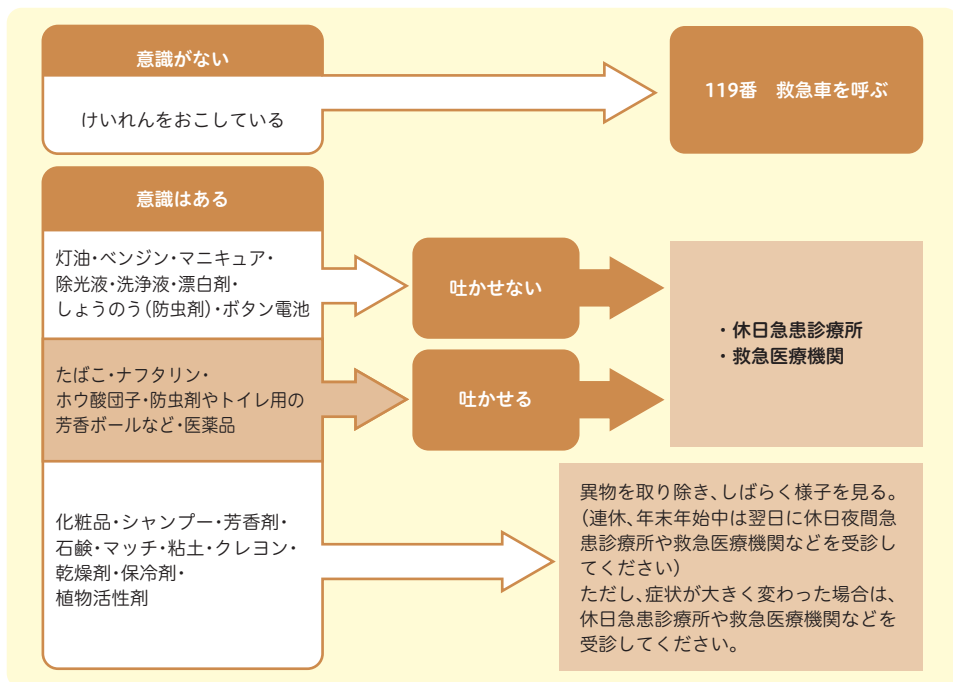 意識がない
けいれんをおこしている
119番　救急車を呼ぶ
意識はある
灯油・ベンジン・マニキュア・
除光液・洗浄液・漂白剤・
しょうのう（防虫剤）・ボタン電池
吐かせない
たばこ・ナフタリン・
ホウ酸団子・防虫剤やトイレ用の
芳香ボールなど・医薬品
吐かせる
・休日急患診療所
・救急医療機関
化粧品・シャンプー・芳香剤・
石鹸・マッチ・粘土・クレヨン・
乾燥剤・保冷剤・
植物活性剤
異物を取り除き、しばらく様子を見る。
（連休、年末年始中は翌日に休日夜間急
患診療所や救急医療機関などを受診し
てください）
ただし、症状が大きく変わった場合は、
休日急患診療所や救急医療機関などを
受診してください。